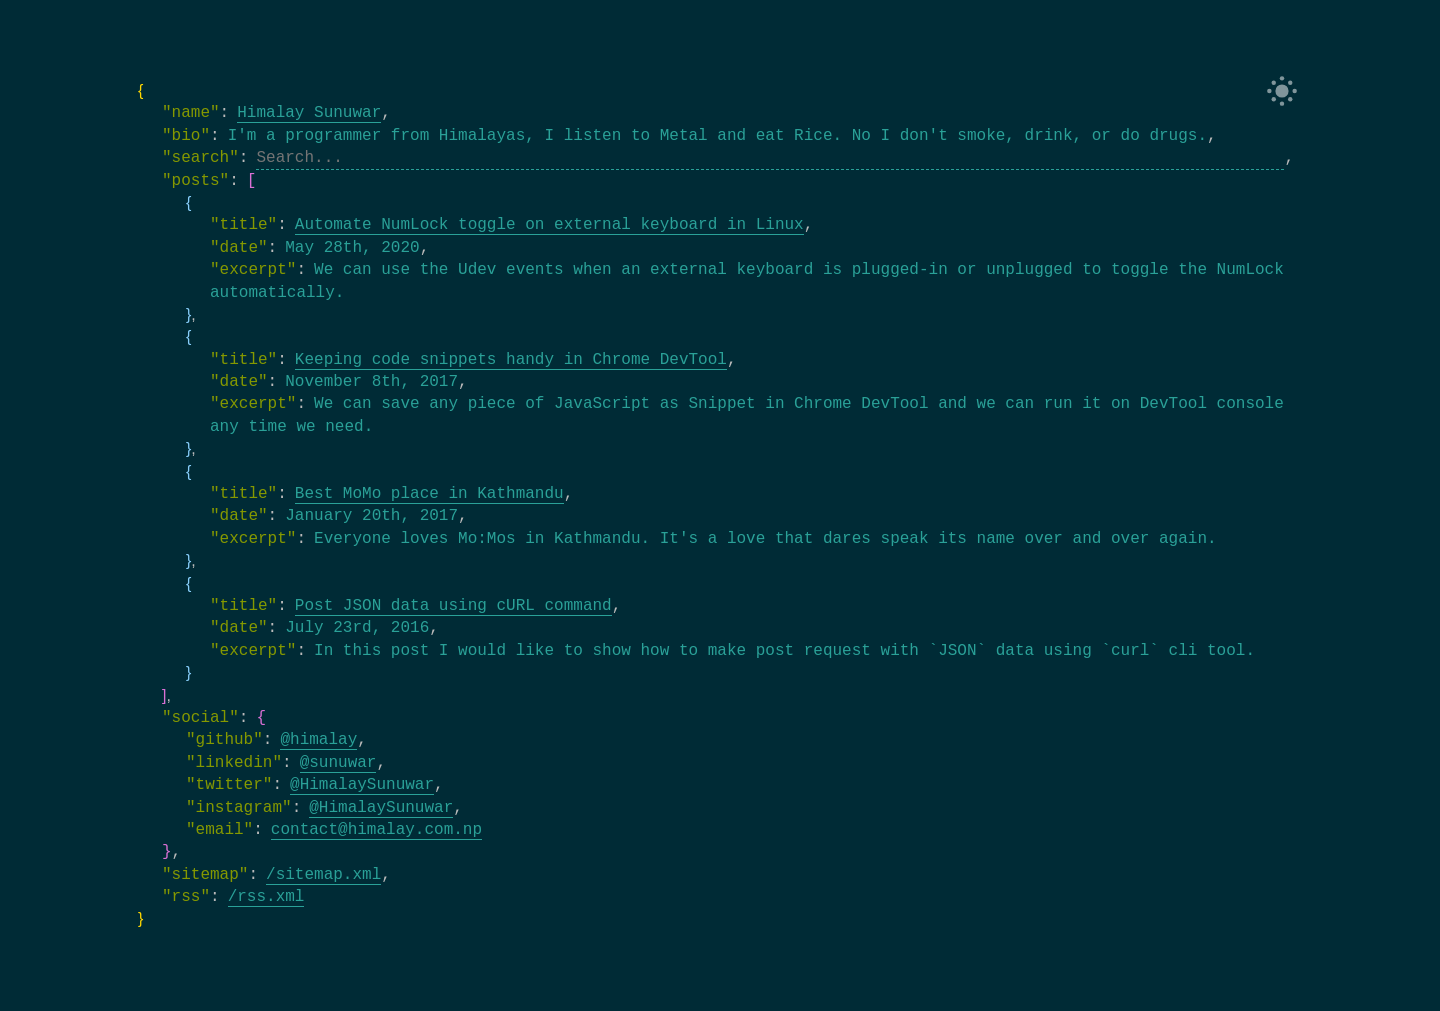 {
"name": Himalay Sunuwar,
"bio": I'm a programmer from Himalayas, I listen to Metal and eat Rice. No I don't smoke, drink, or do drugs.,
"search": Search... ,
"posts": [
{
"title": Automate NumLock toggle on external keyboard in Linux,
"date": May 28th, 2020,
"excerpt": We can use the Udev events when an external keyboard is plugged-in or unplugged to toggle the NumLock
automatically.
},
{
"title": Keeping code snippets handy in Chrome DevTool,
"date": November 8th, 2017,
"excerpt": We can save any piece of JavaScript as Snippet in Chrome DevTool and we can run it on DevTool console
any time we need.
},
{
"title": Best MoMo place in Kathmandu,
"date": January 20th, 2017,
"excerpt": Everyone loves Mo:Mos in Kathmandu. It's a love that dares speak its name over and over again.
},
{
"title": Post JSON data using cURL command,
"date": July 23rd, 2016,
"excerpt": In this post I would like to show how to make post request with `JSON` data using `curl` cli tool.
}
],
"social": {
"github": @himalay,
"linkedin": @sunuwar,
"twitter": @HimalaySunuwar,
"instagram": @HimalaySunuwar,
"email": contact@himalay.com.np
},
"sitemap": /sitemap.xml,
"rss": /rss.xml
}